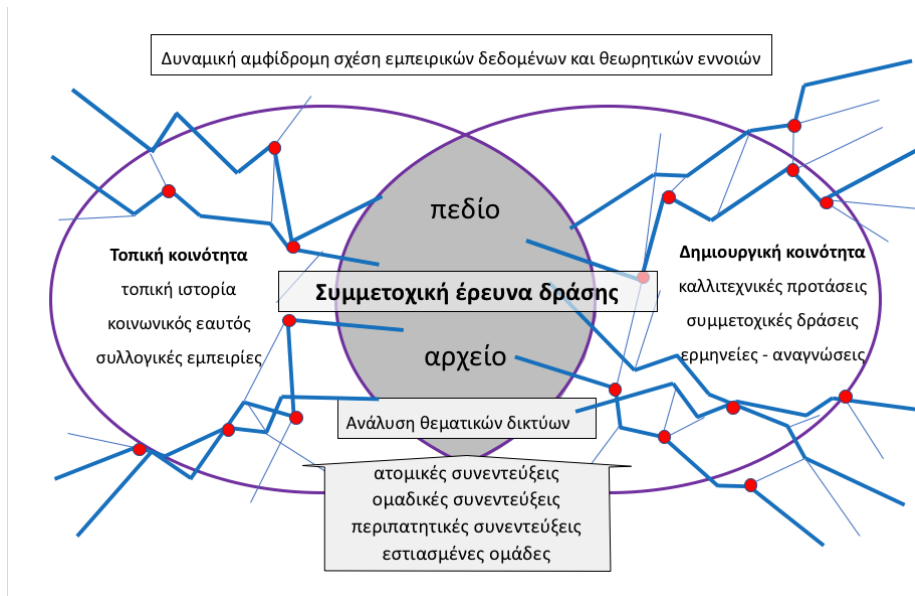 Δυναμική αμφίδρομη σχέση εμπειρικών δεδομένων και θεωρητικών εννοιών
πεδίο
Τοπική κοινότητα
τοπική ιστορία
κοινωνικός εαυτός
συλλογικές εμπειρίες
Συμμετοχική έρευνα δράσης
Δημιουργική κοινότητα
καλλιτεχνικές προτάσεις
συμμετοχικές δράσεις
ερμηνείες - αναγνώσεις
αρχείο
Ανάλυση θεματικών δικτύων
ατομικές συνεντεύξεις
ομαδικές συνεντεύξεις
περιπατητικές συνεντεύξεις
εστιασμένες ομάδες